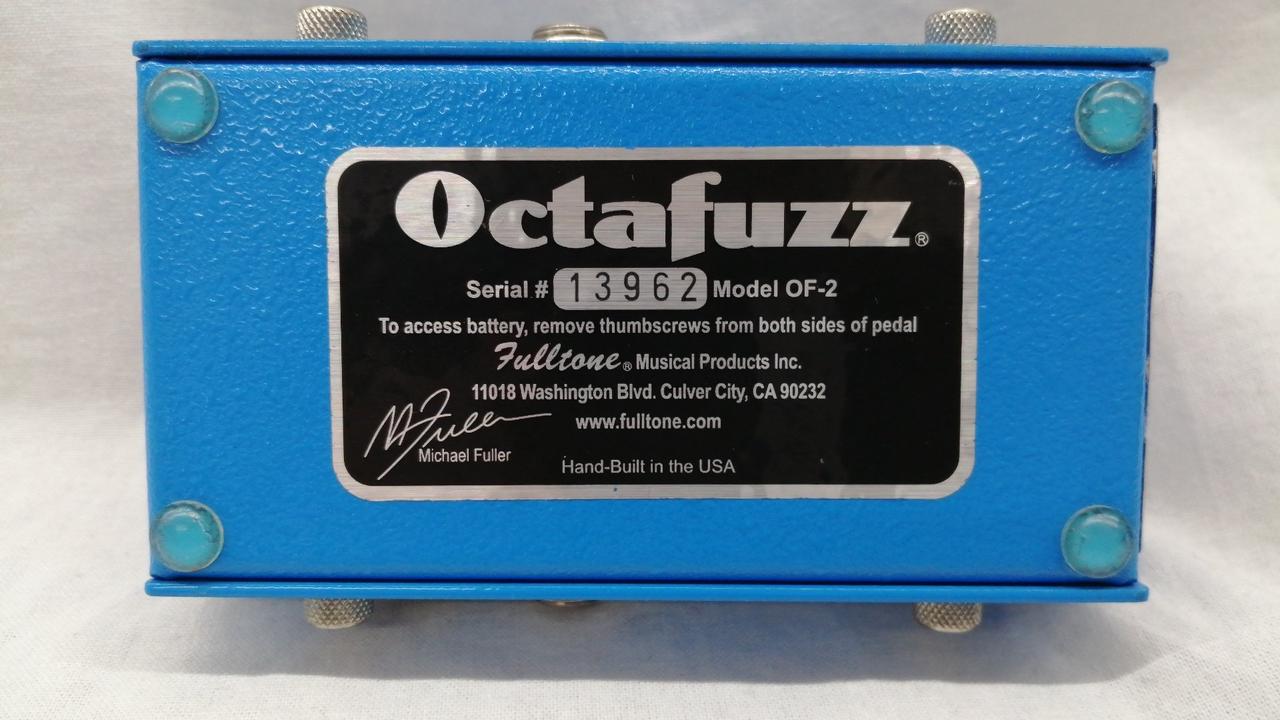 Octafuzz®
Serial # 13962 Model OF-2
To access battery, remove thumbscrews from both sides of pedal
Fulltone® Musical Products Inc.
11018 Washington Blvd. Culver City, CA 90232
www.fulltone.com
M Fuller
Michael Fuller
Hand-Built in the USA